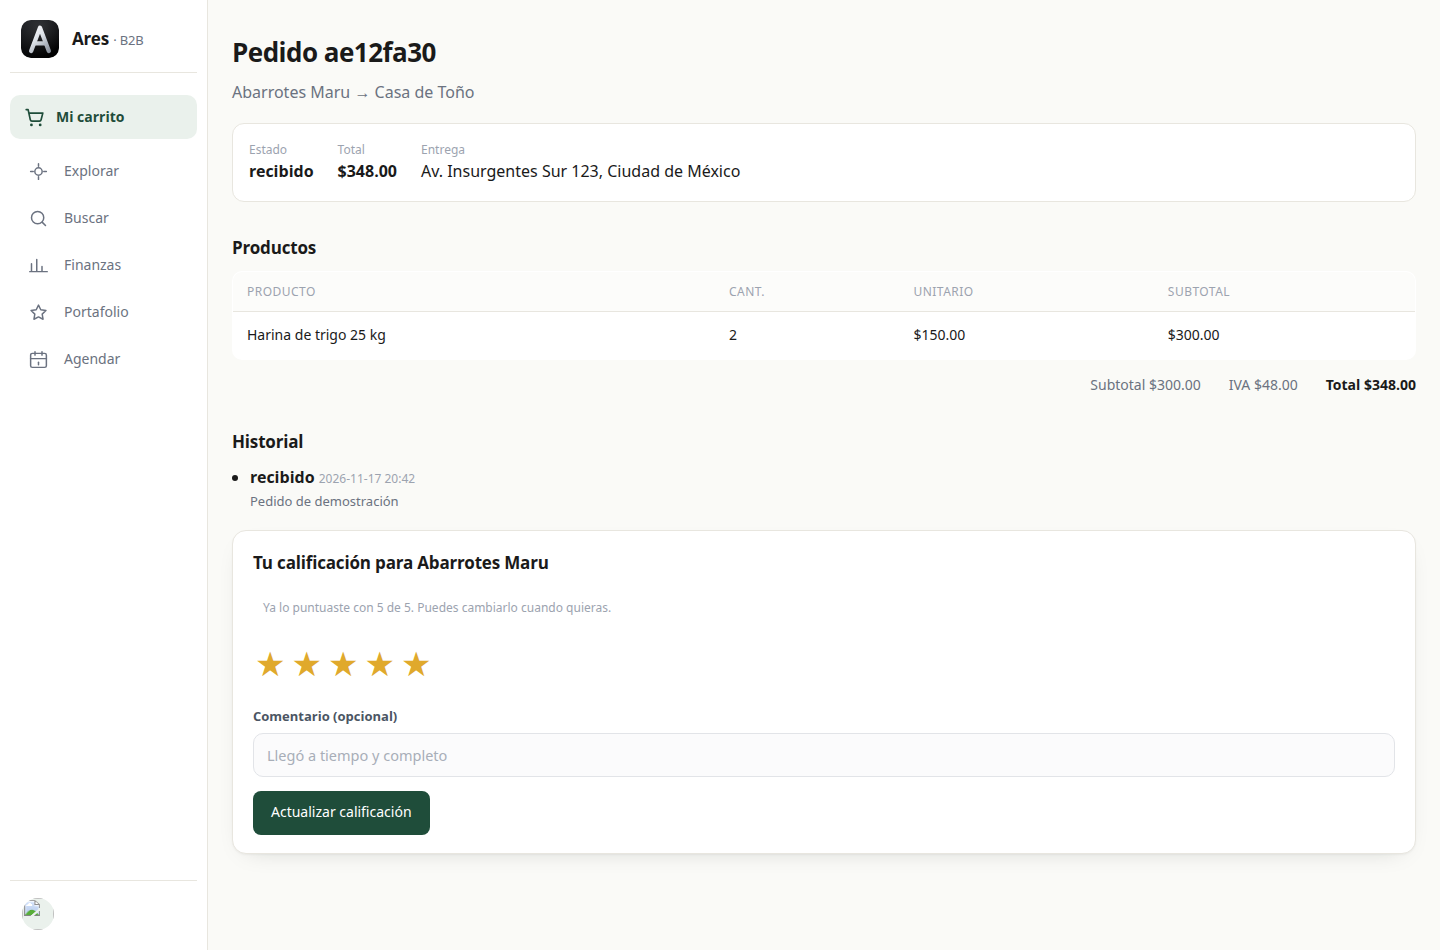 Ares · B2B
Mi carrito
Explorar
Buscar
Finanzas
Portafolio
Agendar
Pedido ae12fa30
Abarrotes Maru → Casa de Toño
Estado Total Entrega
recibido $348.00 Av. Insurgentes Sur 123, Ciudad de México
Productos
PRODUCTO CANT. UNITARIO SUBTOTAL
Harina de trigo 25 kg 2 $150.00 $300.00
Subtotal $300.00 IVA $48.00 Total $348.00
Historial
recibido 2026-11-17 20:42
Pedido de demostración
Tu calificación para Abarrotes Maru
Ya lo puntuaste con 5 de 5. Puedes cambiarlo cuando quieras.
★ ★ ★ ★ ★
Comentario (opcional)
Llegó a tiempo y completo
Actualizar calificación